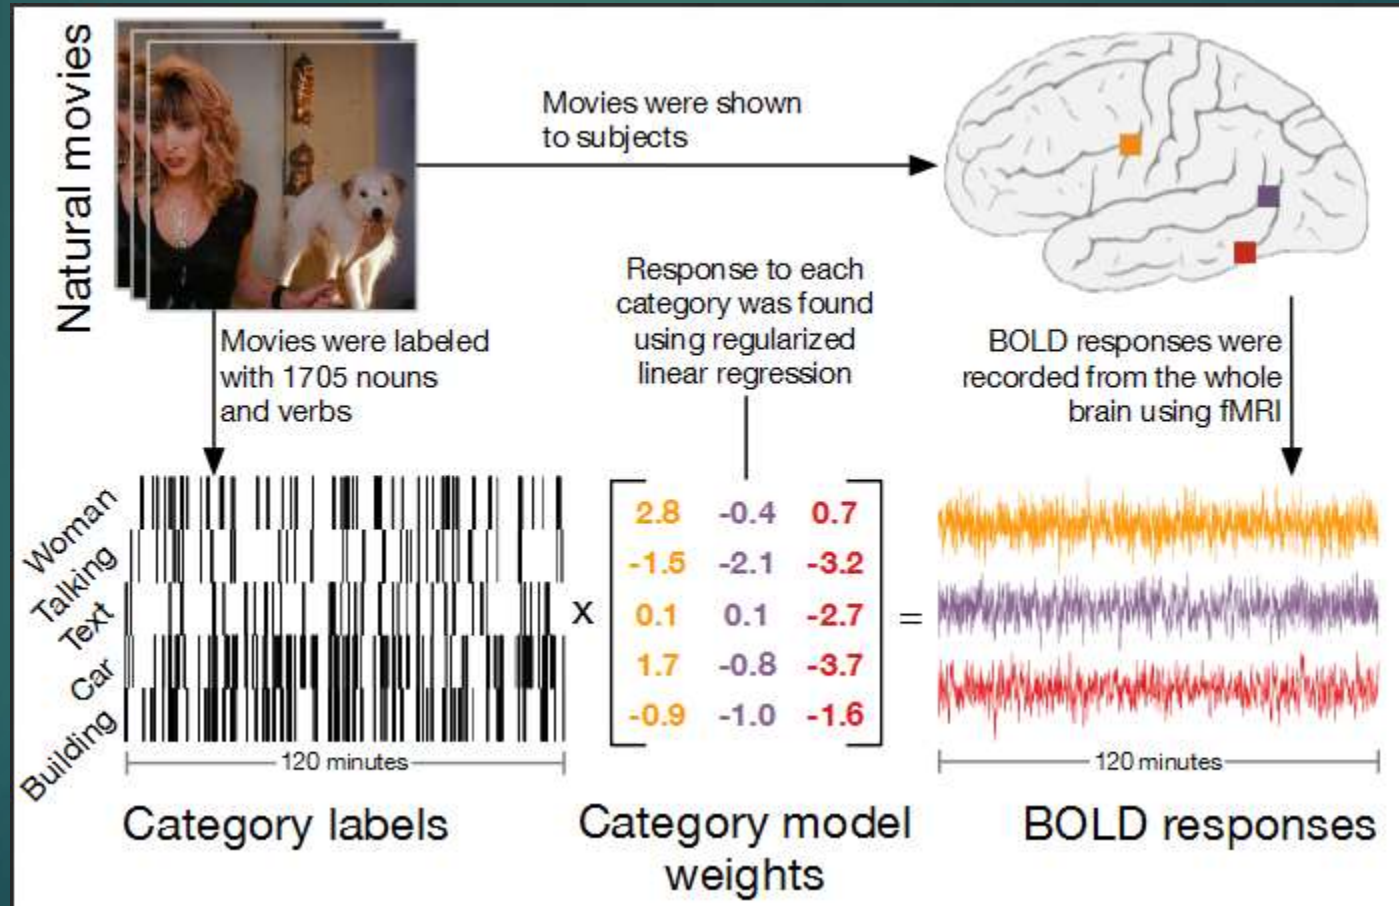 Natural movies
Movies were shown
to subjects
Response to each
category was found
using regularized
linear regression
Movies were labeled
with 1705 nouns
and verbs
BOLD responses were
recorded from the whole
brain using fMRI
Woman
Talking
Text
Car
Building
x
2.8 -0.4 0.7
-1.5 -2.1 -3.2
0.1 0.1 -2.7
1.7 -0.8 -3.7
-0.9 -1.0 -1.6
=
120 minutes
120 minutes
Category labels
Category model
weights
BOLD responses